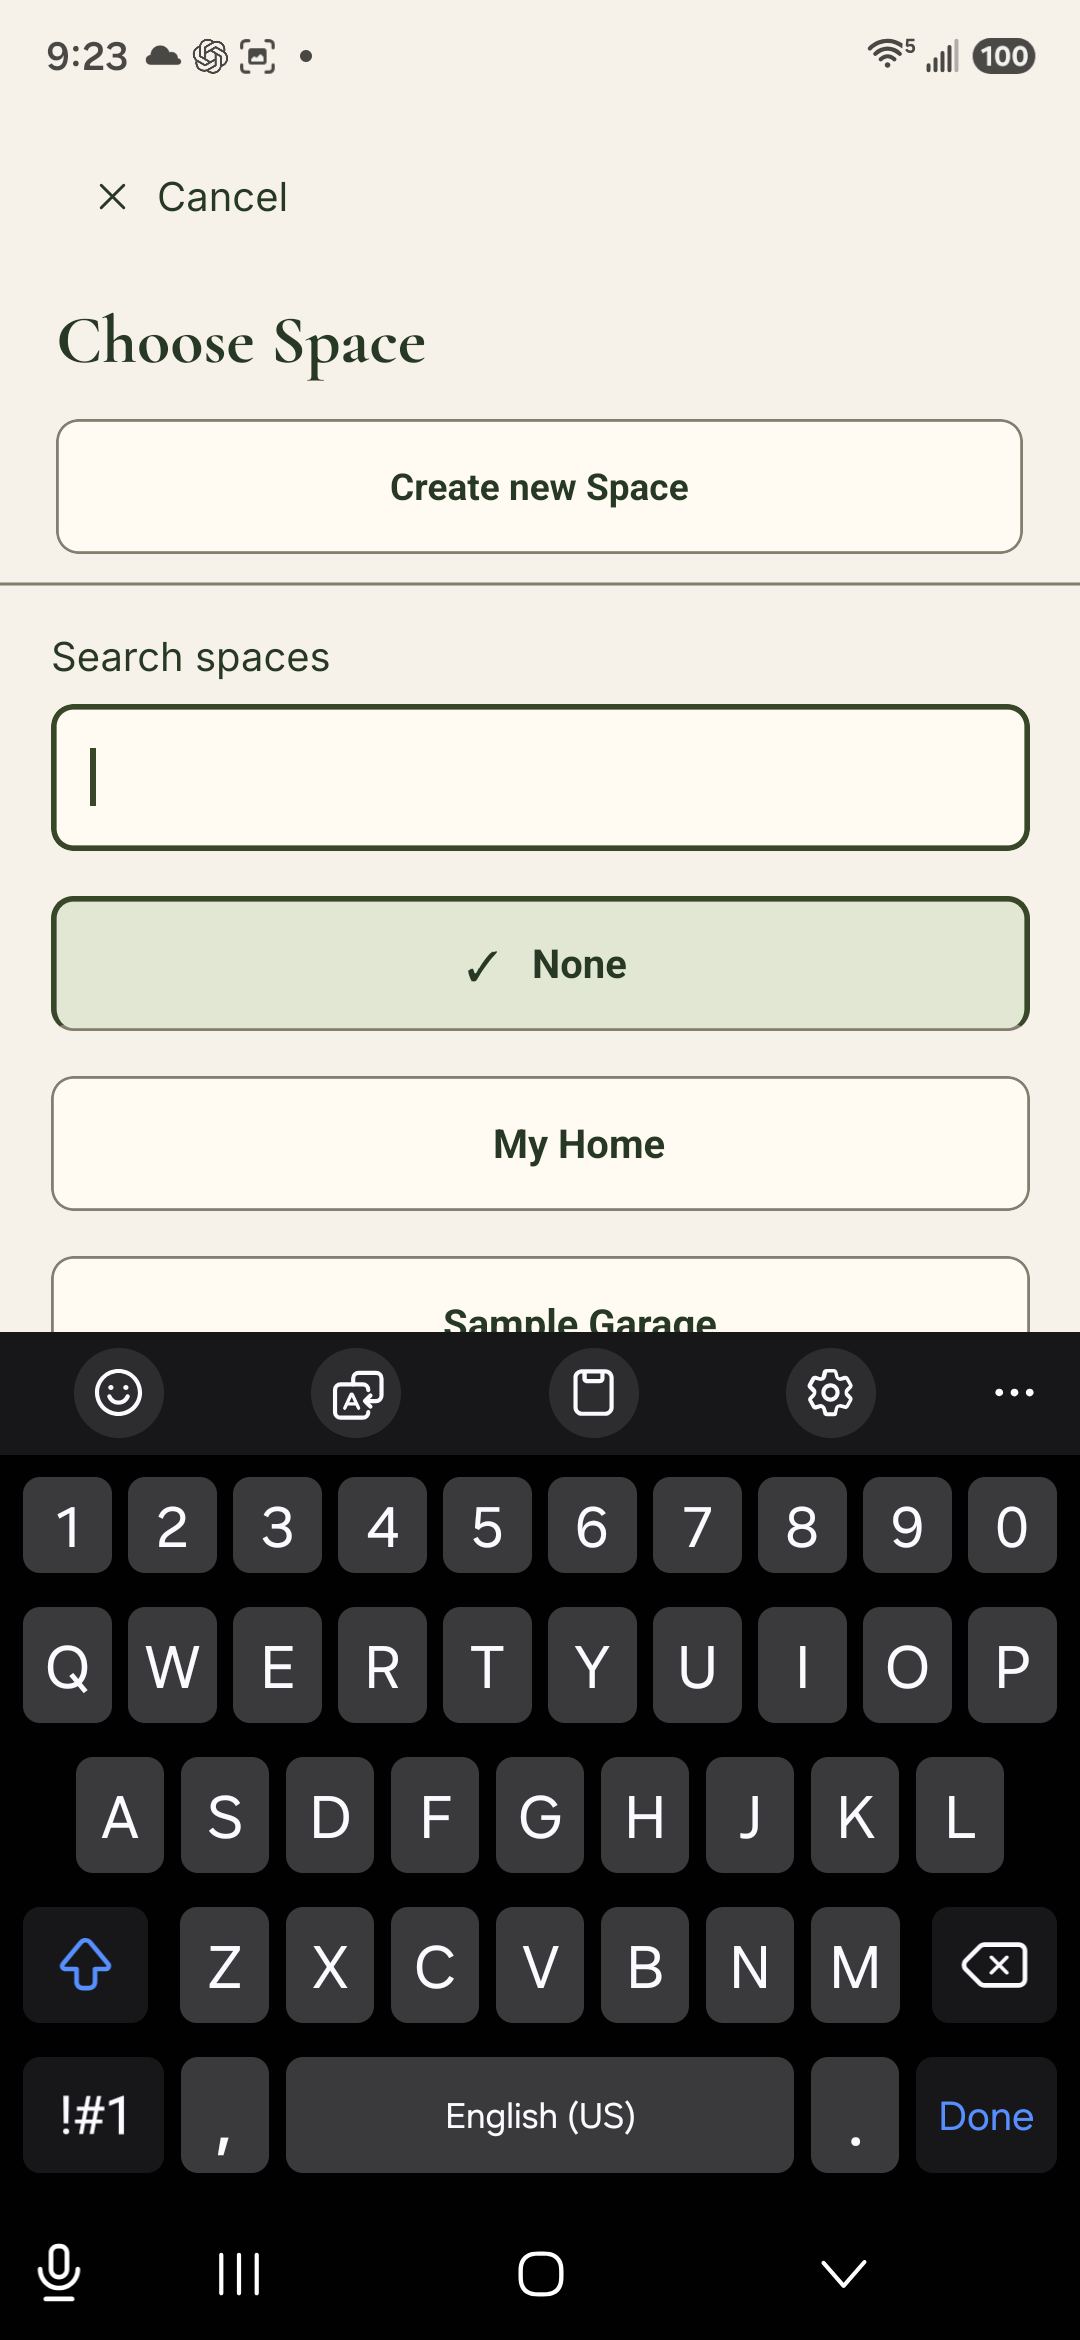 9:23
5
100
Cancel
Choose Space
Create new Space
Search spaces
✓ None
My Home
Sample Garage
1 2 3 4 5 6 7 8 9 0
Q W E R T Y U I O P
A S D F G H J K L
Z X C V B N M
!#1 , English (US) . Done